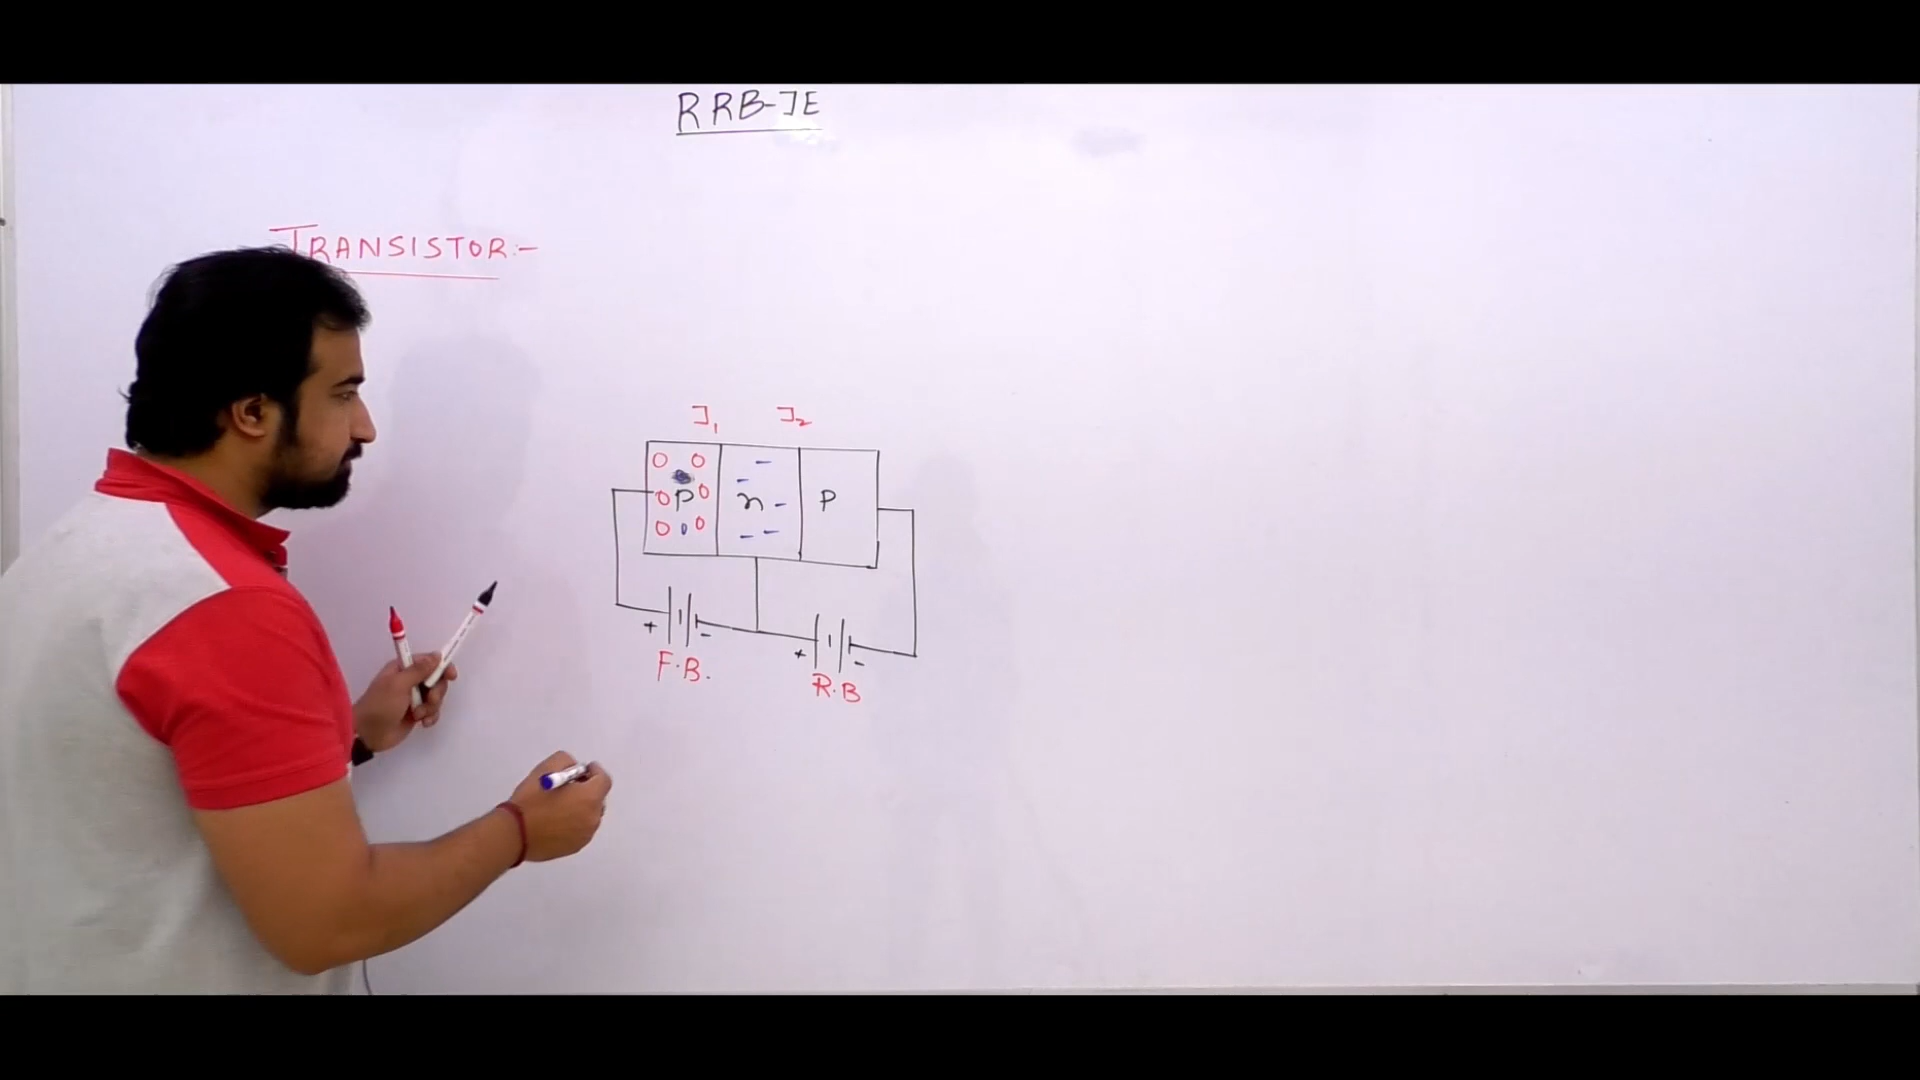 RRB-JE
TRANSISTOR:-
J1 J2
P n P
+ - + -
F.B. R.B